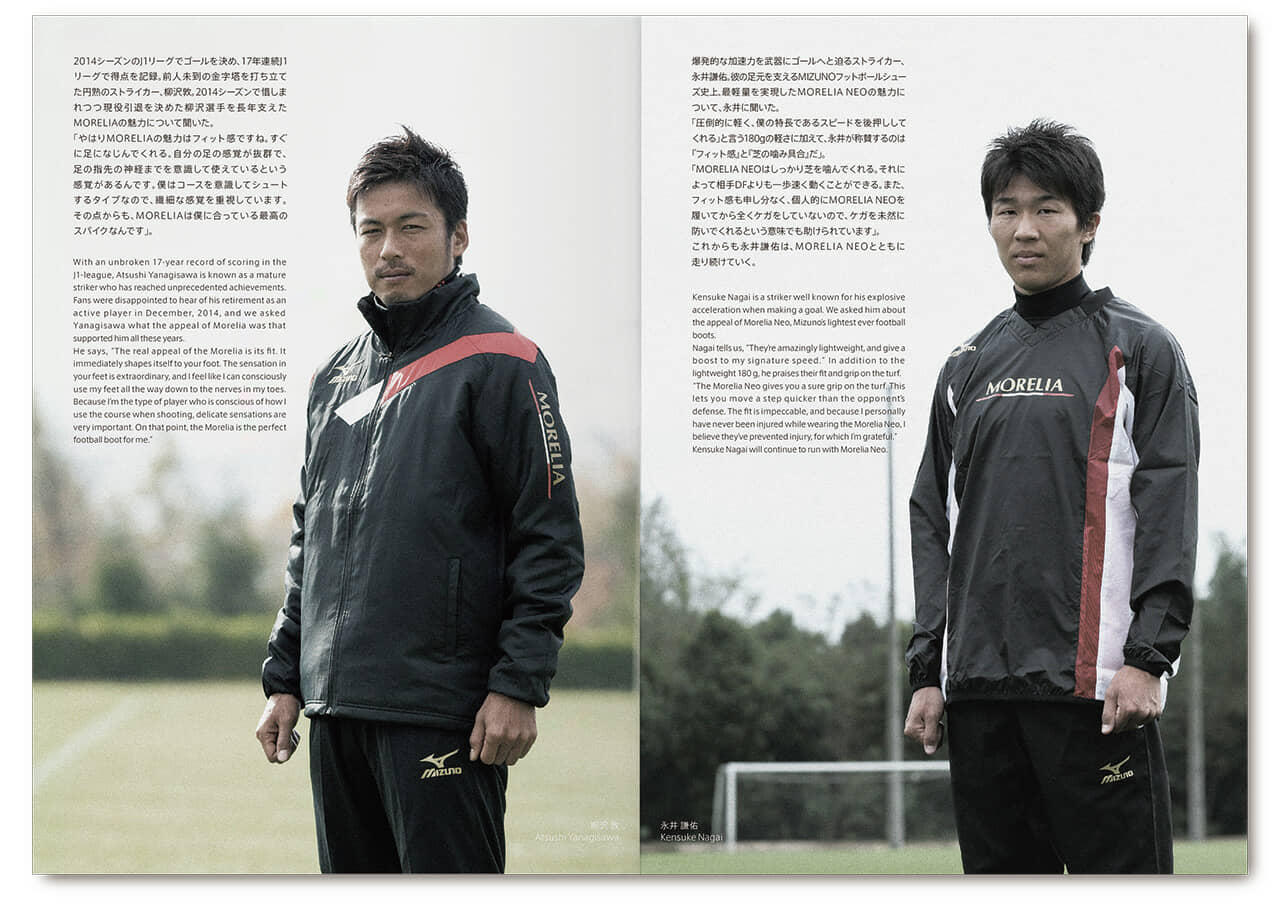 2014シーズンのJ1リーグでゴールを決め、17年連続J1
リーグで得点を記録。前人未到の金字塔を打ち立て
た円熟のストライカー、柳沢敦。2014シーズンで惜しま
れつつ現役引退を決めた柳沢選手を長年支えた
MORELIAの魅力について聞いた。
「やはりMORELIAの魅力はフィット感ですね。すぐ
に足になじんでくれる。自分の足の感覚が抜群で、
足の指先の神経までを意識して使えているという
感覚があるんです。僕はコースを意識してシュート
するタイプなので、繊細な感覚を重視しています。
その点からも、MORELIAは僕に合っている最高の
スパイクなんです」。
With an unbroken 17-year record of scoring in the
J1-league, Atsushi Yanagisawa is known as a mature
striker who has reached unprecedented achievements.
Fans were disappointed to hear of his retirement as an
active player in December, 2014, and we asked
Yanagisawa what the appeal of Morelia was that
supported him all these years.
He says, "The real appeal of the Morelia is its fit. It
immediately shapes itself to your foot. The sensation in
your feet is extraordinary, and I feel like I can consciously
use my feet all the way down to the nerves in my toes.
Because I'm the type of player who is conscious of how I
use the course when shooting, delicate sensations are
very important. On that point, the Morelia is the perfect
football boot for me."
MORELIA
MIZUNO
柳沢 敦
Atsushi Yanagisawa
爆発的な加速力を武器にゴールへと迫るストライカー、
永井謙佑。彼の足元を支えるMIZUNOフットボールシュー
ズ史上、最軽量を実現したMORELIA NEOの魅力に
ついて、永井に聞いた。
「圧倒的に軽く、僕の特長であるスピードを後押しして
くれる」と言う180gの軽さに加えて、永井が称賛するのは
『フィット感』と『芝の噛み具合』だ。
「MORELIA NEOはしっかり芝を噛んでくれる。それに
よって相手DFよりも一歩速く動くことができる。また、
フィット感も申し分なく、個人的にMORELIA NEOを
履いてから全くケガをしていないので、ケガを未然に
防いでくれるという意味でも助けられています」。
これからも永井謙佑は、MORELIA NEOとともに
走り続けていく。
Kensuke Nagai is a striker well known for his explosive
acceleration when making a goal. We asked him about
the appeal of Morelia Neo, Mizuno's lightest ever football
boots.
Nagai tells us, "They're amazingly lightweight, and give a
boost to my signature speed." In addition to the
lightweight 180 g, he praises their fit and grip on the turf.
"The Morelia Neo gives you a sure grip on the turf. This
lets you move a step quicker than the opponent's
defense. The fit is impeccable, and because I personally
have never been injured while wearing the Morelia Neo, I
believe they've prevented injury, for which I'm grateful."
Kensuke Nagai will continue to run with Morelia Neo.
MIZUNO
MORELIA
MIZUNO
永井 謙佑
Kensuke Nagai